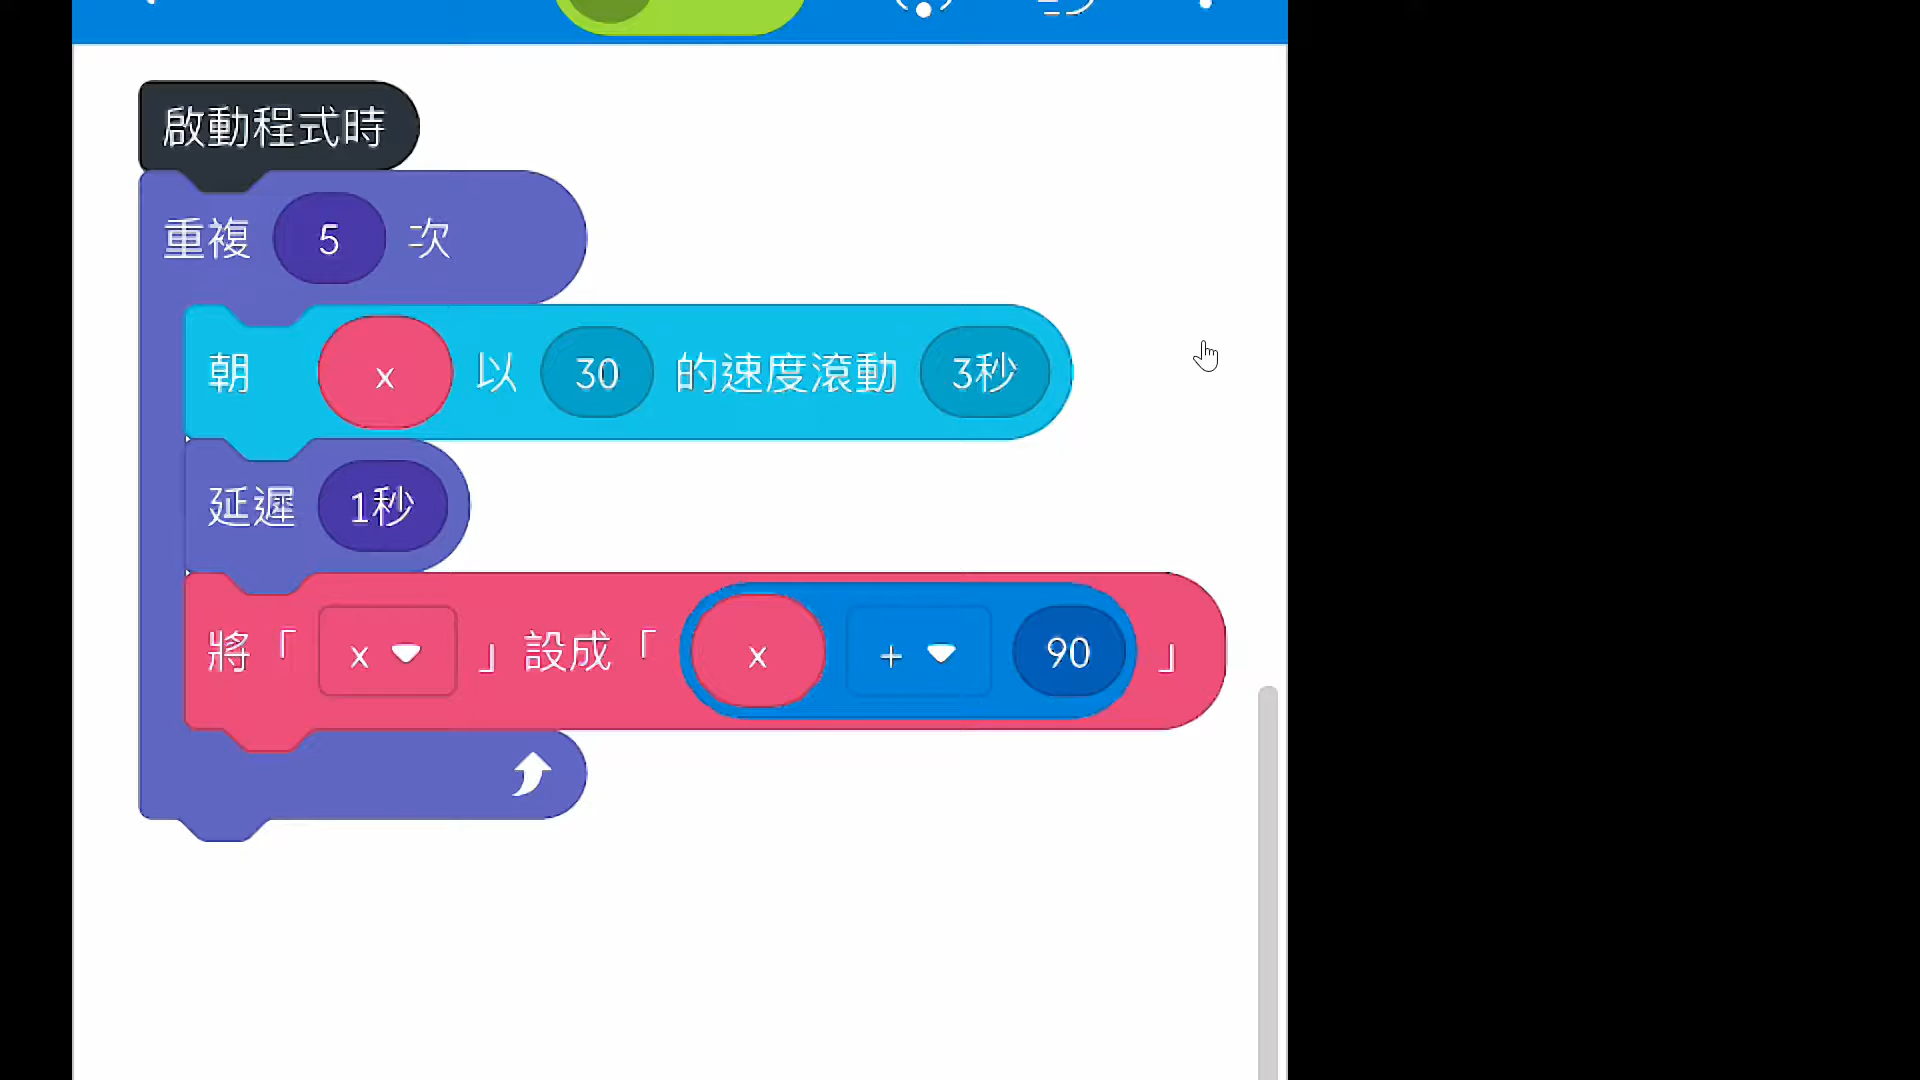 啟動程式時
重複 5 次
朝 x 以 30 的速度滾動 3秒
延遲 1秒
將「 x 」設成「 x + 90 」